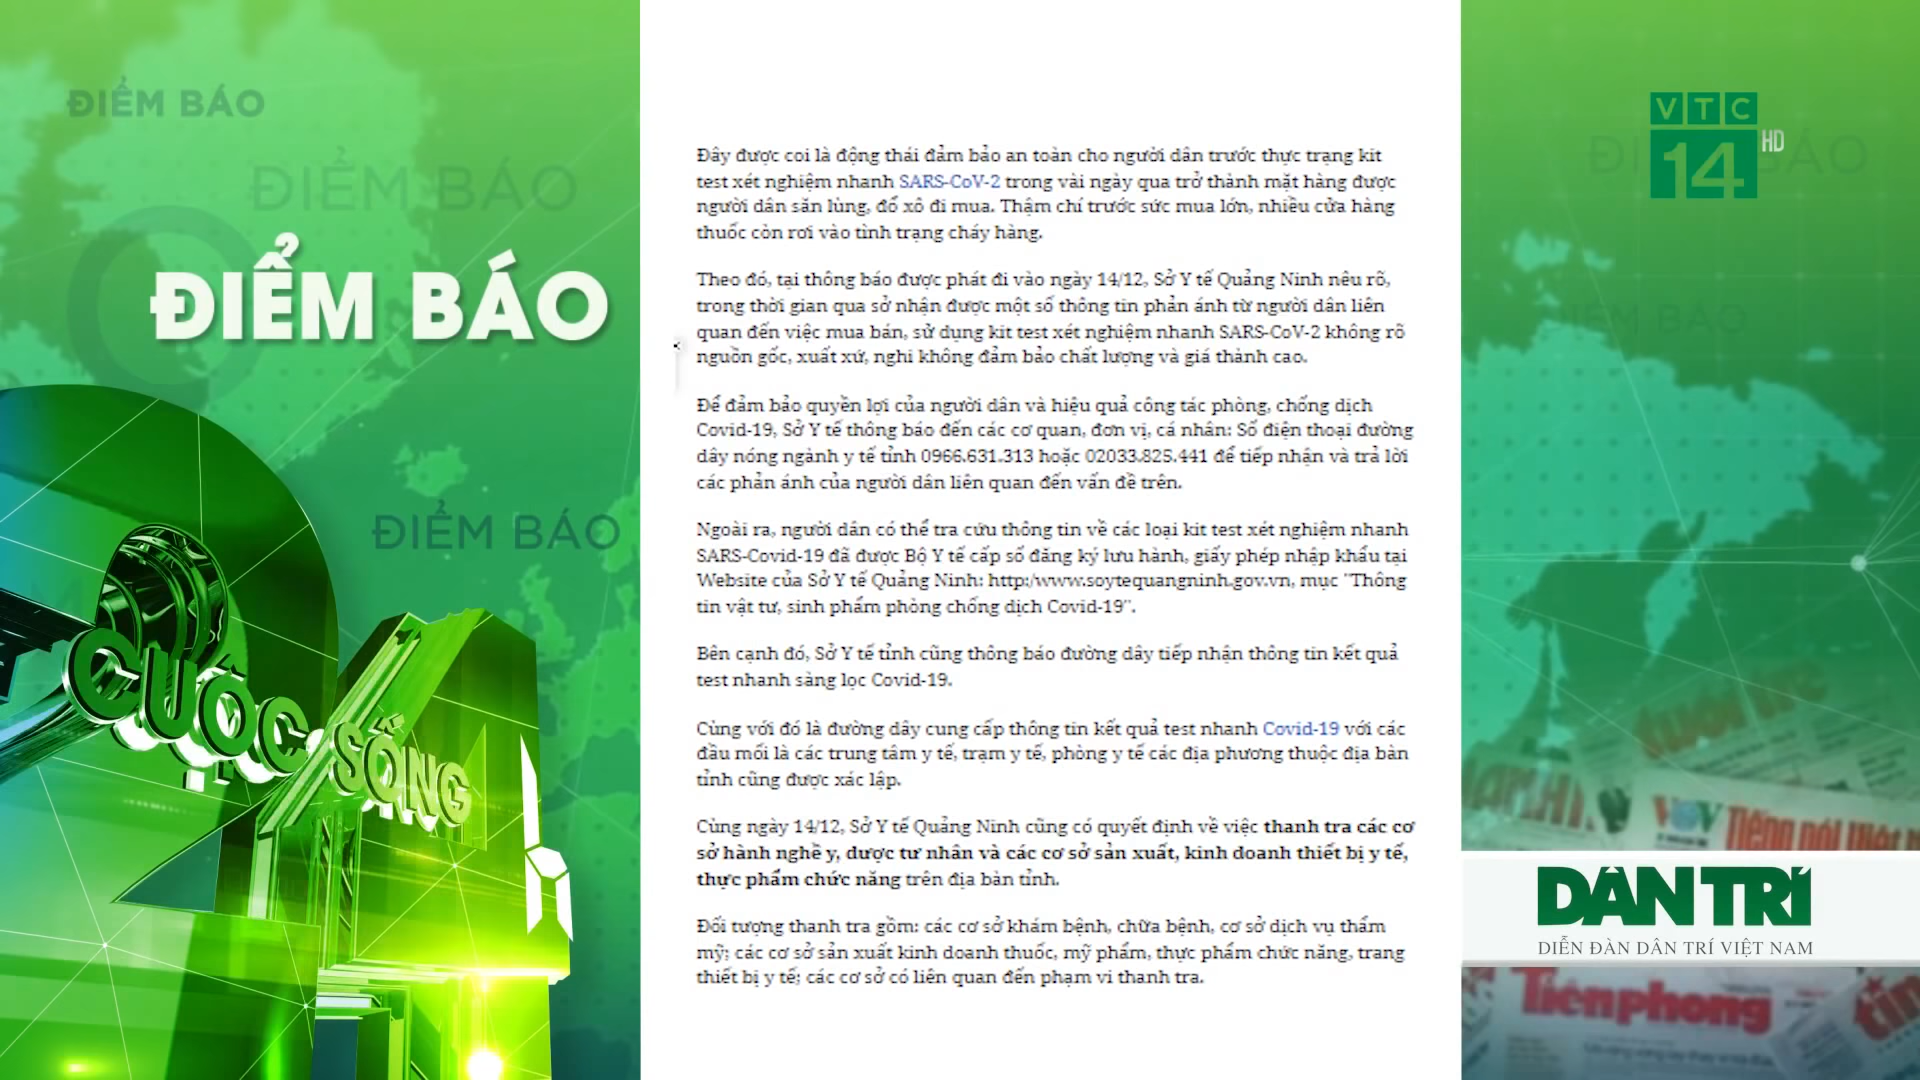 ĐIỂM BÁO
ĐIỂM BÁO
ĐIỂM BÁO
ĐIỂM BÁO
CUỘC SỐNG
24h
Đây được coi là động thái đảm bảo an toàn cho người dân trước thực trạng kit
test xét nghiệm nhanh SARS-CoV-2 trong vài ngày qua trở thành mặt hàng được
người dân săn lùng, đổ xô đi mua. Thậm chí trước sức mua lớn, nhiều cửa hàng
thuốc còn rơi vào tình trạng cháy hàng.
Theo đó, tại thông báo được phát đi vào ngày 14/12, Sở Y tế Quảng Ninh nêu rõ,
trong thời gian qua sở nhận được một số thông tin phản ánh từ người dân liên
quan đến việc mua bán, sử dụng kit test xét nghiệm nhanh SARS-CoV-2 không rõ
nguồn gốc, xuất xứ, nghi không đảm bảo chất lượng và giá thành cao.
Để đảm bảo quyền lợi của người dân và hiệu quả công tác phòng, chống dịch
Covid-19, Sở Y tế thông báo đến các cơ quan, đơn vị, cá nhân: Số điện thoại đường
dây nóng ngành y tế tỉnh 0966.631.313 hoặc 02033.825.441 để tiếp nhận và trả lời
các phản ánh của người dân liên quan đến vấn đề trên.
Ngoài ra, người dân có thể tra cứu thông tin về các loại kit test xét nghiệm nhanh
SARS-Covid-19 đã được Bộ Y tế cấp số đăng ký lưu hành, giấy phép nhập khẩu tại
Website của Sở Y tế Quảng Ninh: http:/www.soytequangninh.gov.vn, mục "Thông
tin vật tư, sinh phẩm phòng chống dịch Covid-19".
Bên cạnh đó, Sở Y tế tỉnh cũng thông báo đường dây tiếp nhận thông tin kết quả
test nhanh sàng lọc Covid-19.
Cùng với đó là đường dây cung cấp thông tin kết quả test nhanh Covid-19 với các
đầu mối là các trung tâm y tế, trạm y tế, phòng y tế các địa phương thuộc địa bàn
tỉnh cũng được xác lập.
Cùng ngày 14/12, Sở Y tế Quảng Ninh cũng có quyết định về việc thanh tra các cơ
sở hành nghề y, dược tư nhân và các cơ sở sản xuất, kinh doanh thiết bị y tế,
thực phẩm chức năng trên địa bàn tỉnh.
Đối tượng thanh tra gồm: các cơ sở khám bệnh, chữa bệnh, cơ sở dịch vụ thẩm
mỹ; các cơ sở sản xuất kinh doanh thuốc, mỹ phẩm, thực phẩm chức năng, trang
thiết bị y tế; các cơ sở có liên quan đến phạm vi thanh tra.
VTC
14 HD
ĐIỂM BÁO
VOV Tiếng nói Việt
DÂN TRÍ
DIỄN ĐÀN DÂN TRÍ VIỆT NAM
Tiền phong